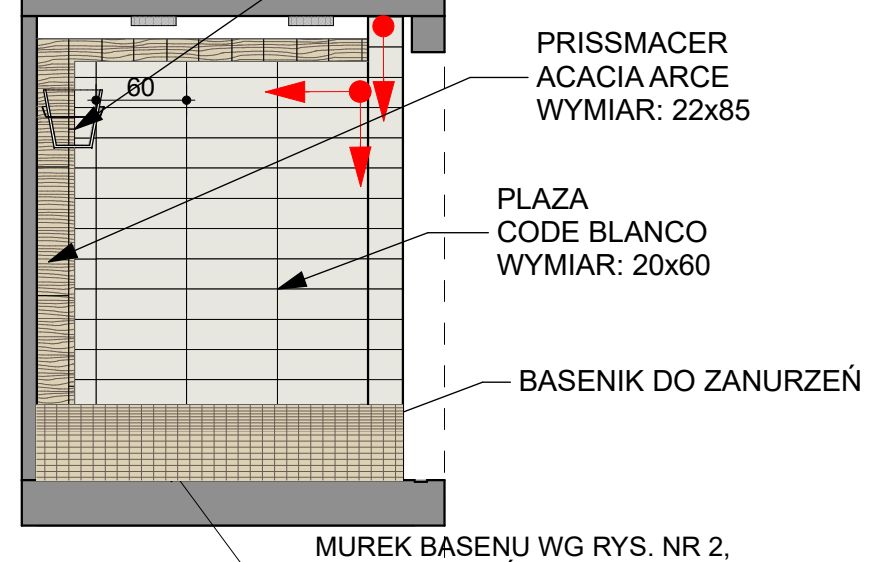 PRISSMACER
ACACIA ARCE
WYMIAR: 22x85
60
PLAZA
CODE BLANCO
WYMIAR: 20x60
BASENIK DO ZANURZEŃ
MUREK BASENU WG RYS. NR 2,